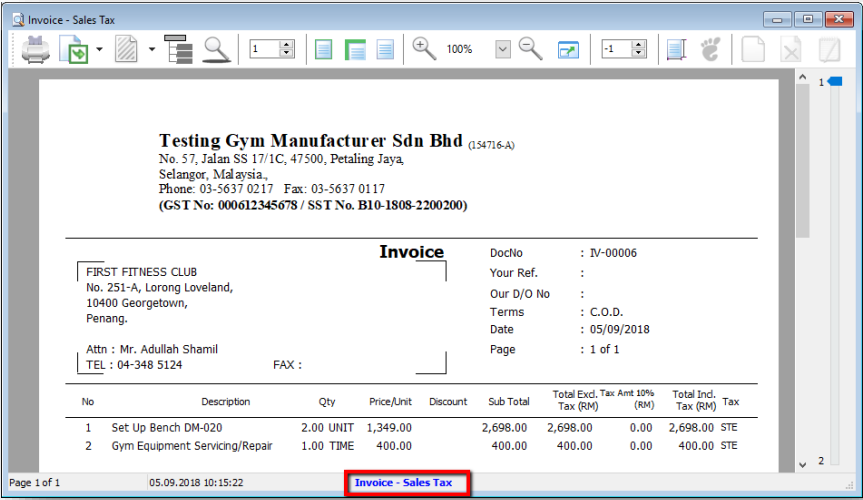 Invoice - Sales Tax
1
100%
-1
1
Testing Gym Manufacturer Sdn Bhd (154716-A)
No. 57, Jalan SS 17/1C, 47500, Petaling Jaya,
Selangor, Malaysia.,
Phone: 03-5637 0217 Fax: 03-5637 0117
(GST No: 000612345678 / SST No. B10-1808-2200200)
Invoice
FIRST FITNESS CLUB
No. 251-A, Lorong Loveland,
10400 Georgetown,
Penang.
Attn : Mr. Adullah Shamil
TEL : 04-348 5124 FAX :
DocNo : IV-00006
Your Ref. :
Our D/O No :
Terms : C.O.D.
Date : 05/09/2018
Page : 1 of 1
No Description Qty Price/Unit Discount Sub Total Total Excl. Tax (RM) Tax Amt 10% (RM) Total Incl. Tax (RM) Tax
1 Set Up Bench DM-020 2.00 UNIT 1,349.00 2,698.00 2,698.00 0.00 2,698.00 STE
2 Gym Equipment Servicing/Repair 1.00 TIME 400.00 400.00 400.00 0.00 400.00 STE
2
Page 1 of 1 05.09.2018 10:15:22 Invoice - Sales Tax